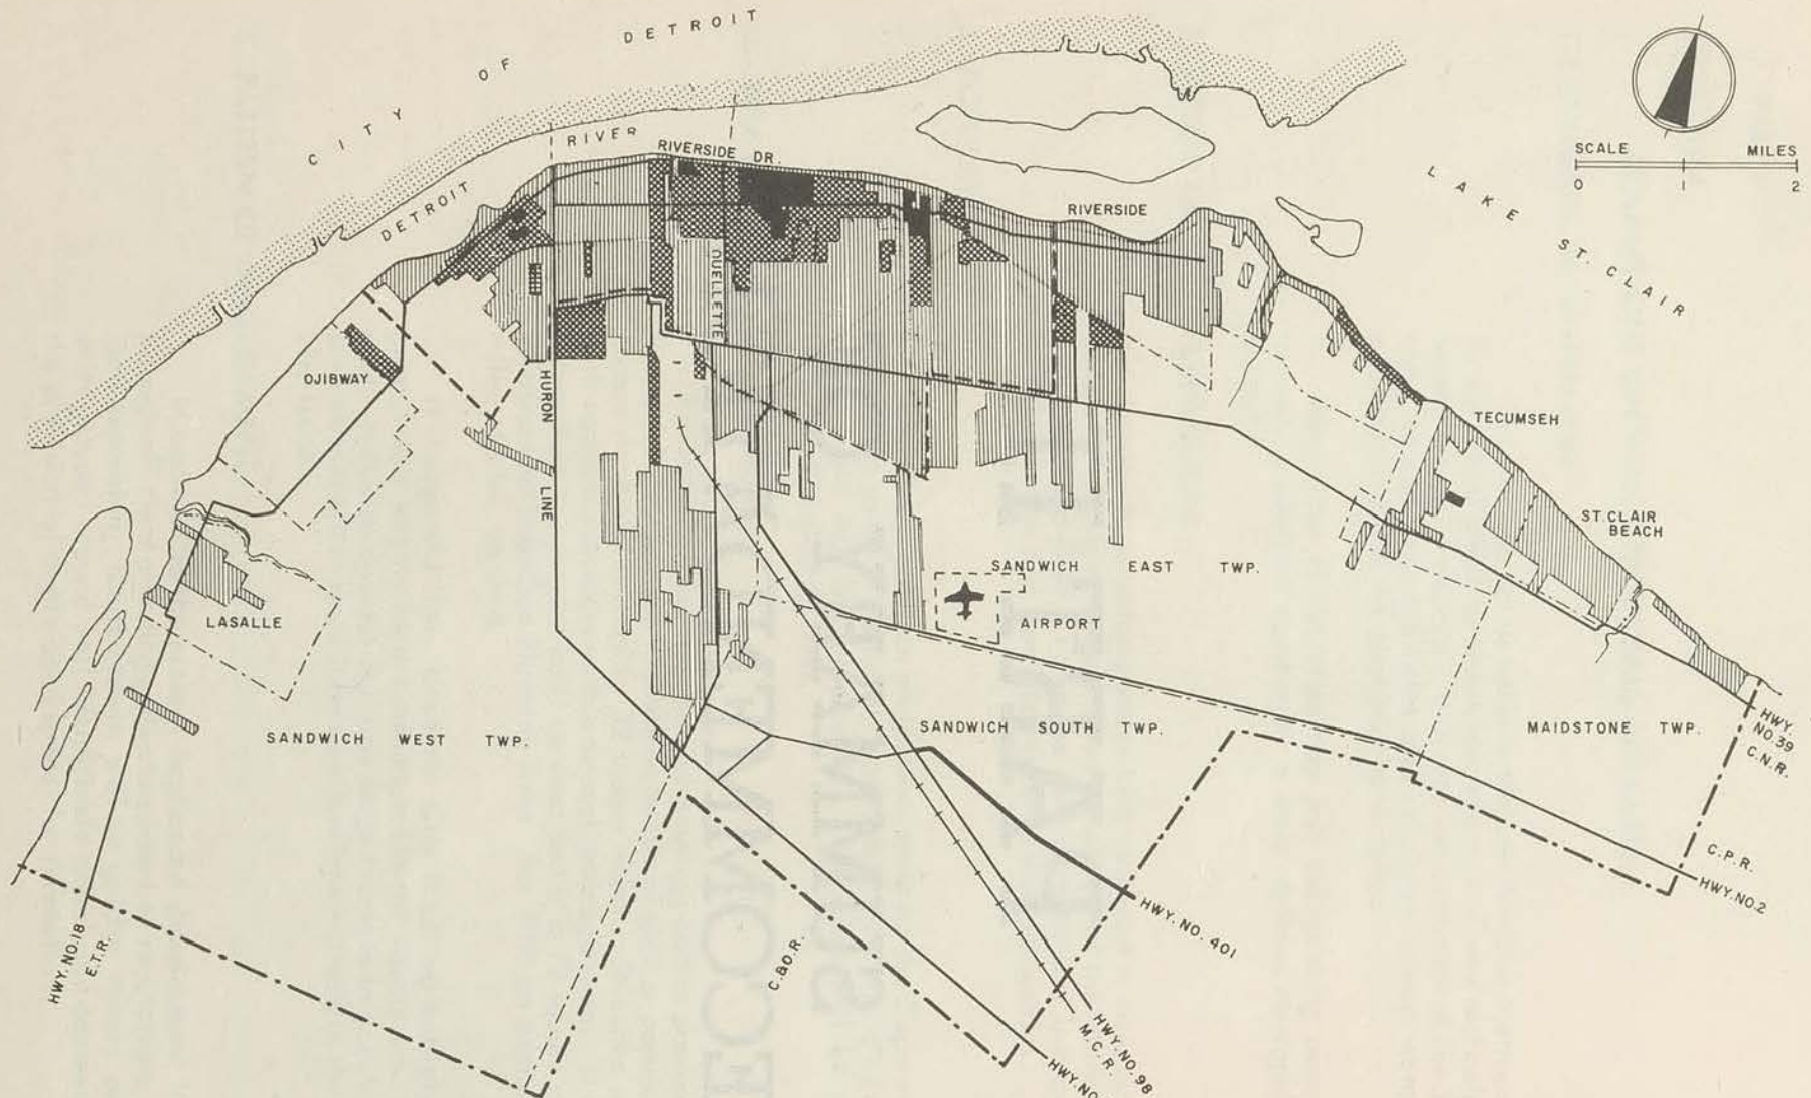 CITY OF DETROIT
DETROIT RIVER
RIVERSIDE DR.
SCALE MILES
0 1 2
LAKE ST. CLAIR
RIVERSIDE
OUELLETTE
OJIBWAY
HURON LINE
TECUMSEH
ST. CLAIR
BEACH
SANDWICH EAST TWP.
LASALLE
AIRPORT
SANDWICH WEST TWP.
SANDWICH SOUTH TWP.
MAIDSTONE TWP.
HWY.
NO.39
C.N.R.
C.P.R.
HWY.NO.2
HWY. NO. 401
HWY. NO.18
E.T.R.
C.&O.R.
HWY. NO. 98
M.C.R.
HWY.NO.